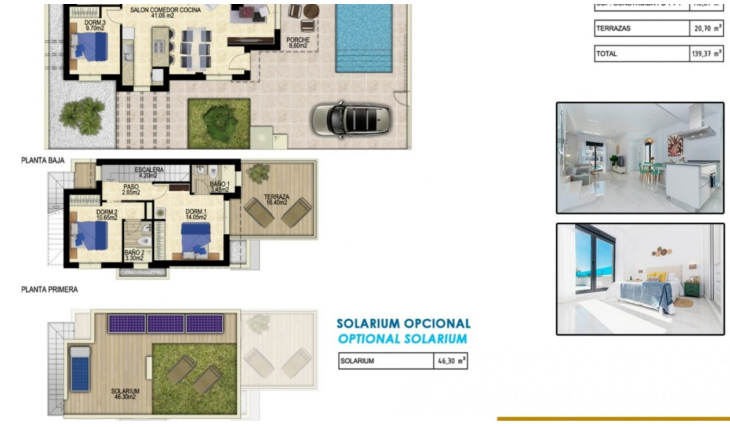 SALON COMEDOR COCINA
41.05 m2
DORM.3
9.70m2
PORCHE
8.60m2
TERRAZAS 20,70 m²
TOTAL 139,37 m²
PLANTA BAJA
ESCALERA
4.20m2
PASO
2.85m2
BAÑO 1
TERRAZA
16.40m2
DORM.2
10.65m2
DORM.1
14.05m2
BAÑO 2
3.30m2
PLANTA PRIMERA
SOLARIUM OPCIONAL
OPTIONAL SOLARIUM
SOLARIUM 46,30 m²
SOLARIUM
46.30m2